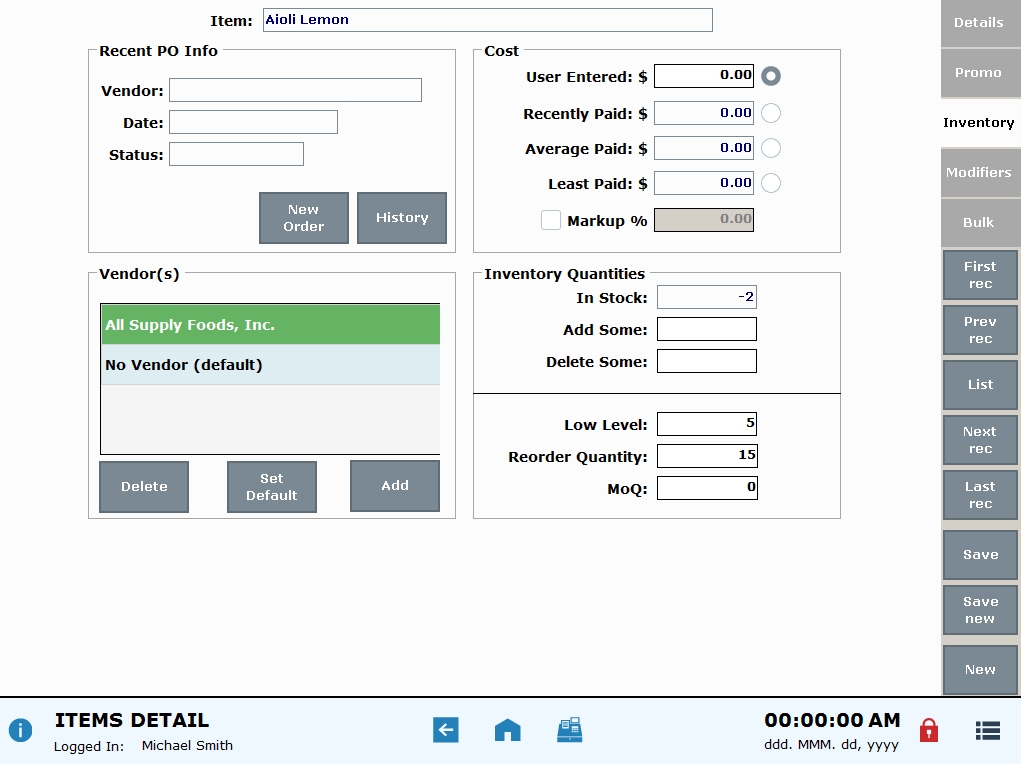 Item: Aioli Lemon
Recent PO Info
Vendor:
Date:
Status:
New
Order
History
Cost
User Entered: $ 0.00
Recently Paid: $ 0.00
Average Paid: $ 0.00
Least Paid: $ 0.00
Markup % 0.00
Vendor(s)
All Supply Foods, Inc.
No Vendor (default)
Delete
Set
Default
Add
Inventory Quantities
In Stock: -2
Add Some:
Delete Some:
Low Level: 5
Reorder Quantity: 15
MoQ: 0
Details
Promo
Inventory
Modifiers
Bulk
First
rec
Prev
rec
List
Next
rec
Last
rec
Save
Save
new
New
ITEMS DETAIL
Logged In: Michael Smith
00:00:00 AM
ddd. MMM. dd, yyyy